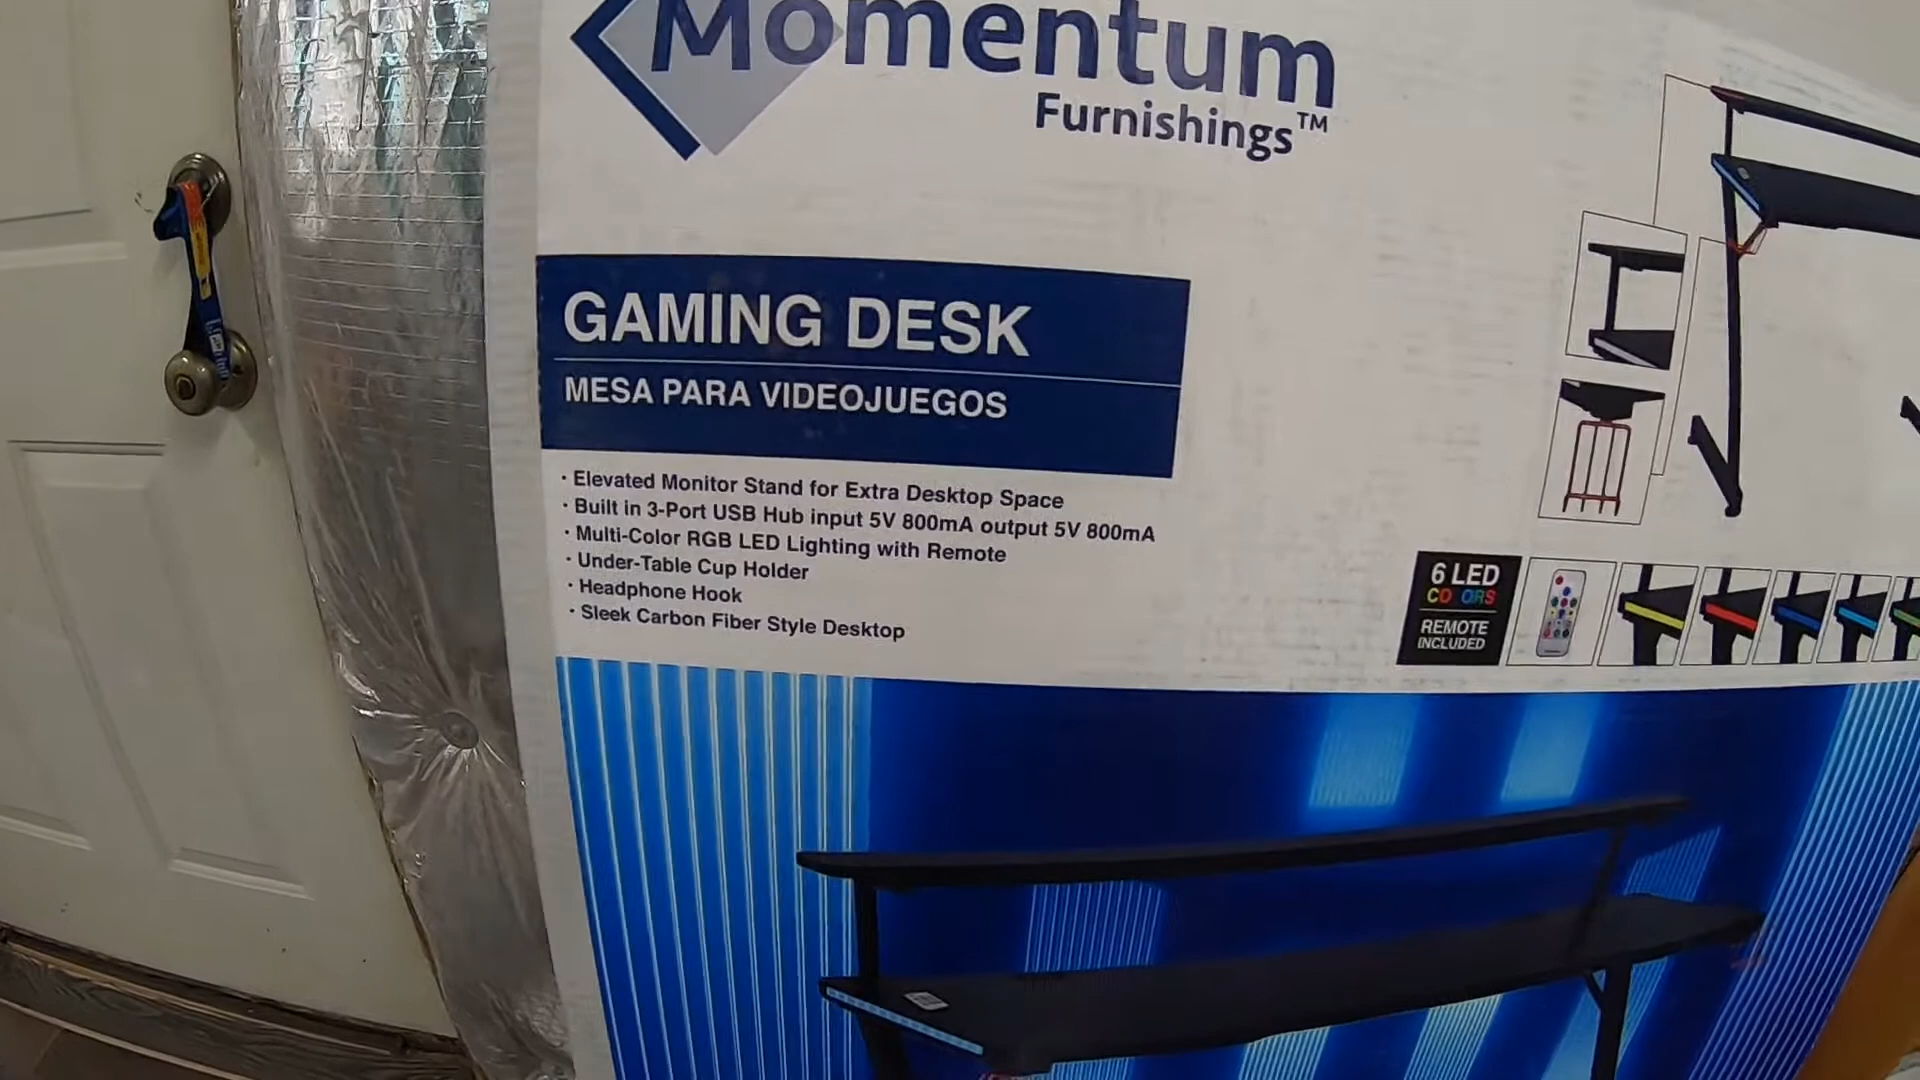 Momentum
Furnishings™
GAMING DESK
MESA PARA VIDEOJUEGOS
· Elevated Monitor Stand for Extra Desktop Space
· Built in 3-Port USB Hub input 5V 800mA output 5V 800mA
· Multi-Color RGB LED Lighting with Remote
· Under-Table Cup Holder
· Headphone Hook
· Sleek Carbon Fiber Style Desktop
6 LED
COLORS
REMOTE
INCLUDED